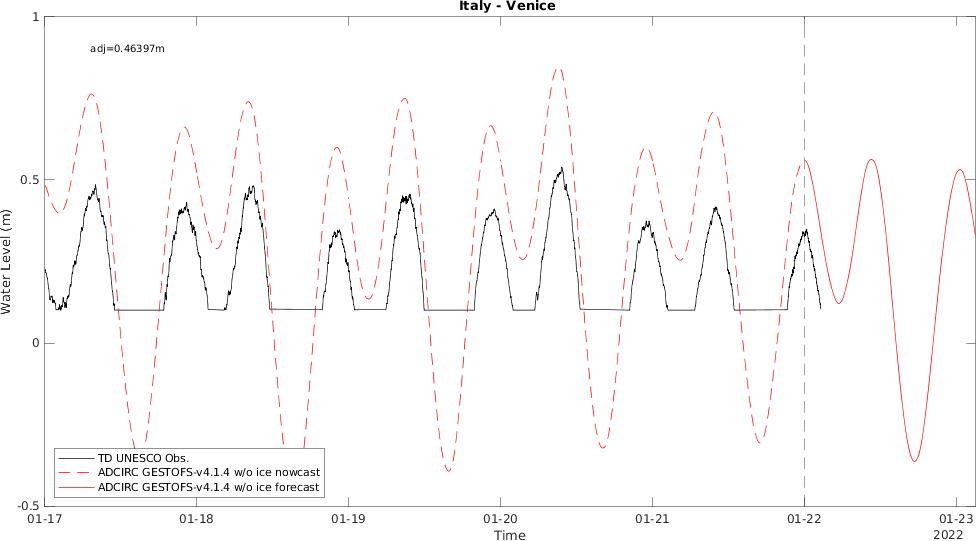 Italy - Venice
adj=0.46397m
Water Level (m)
1
0.5
0
-0.5
TD UNESCO Obs.
ADCIRC GESTOFS-v4.1.4 w/o ice nowcast
ADCIRC GESTOFS-v4.1.4 w/o ice forecast
01-17 01-18 01-19 01-20 01-21 01-22 01-23
Time
2022